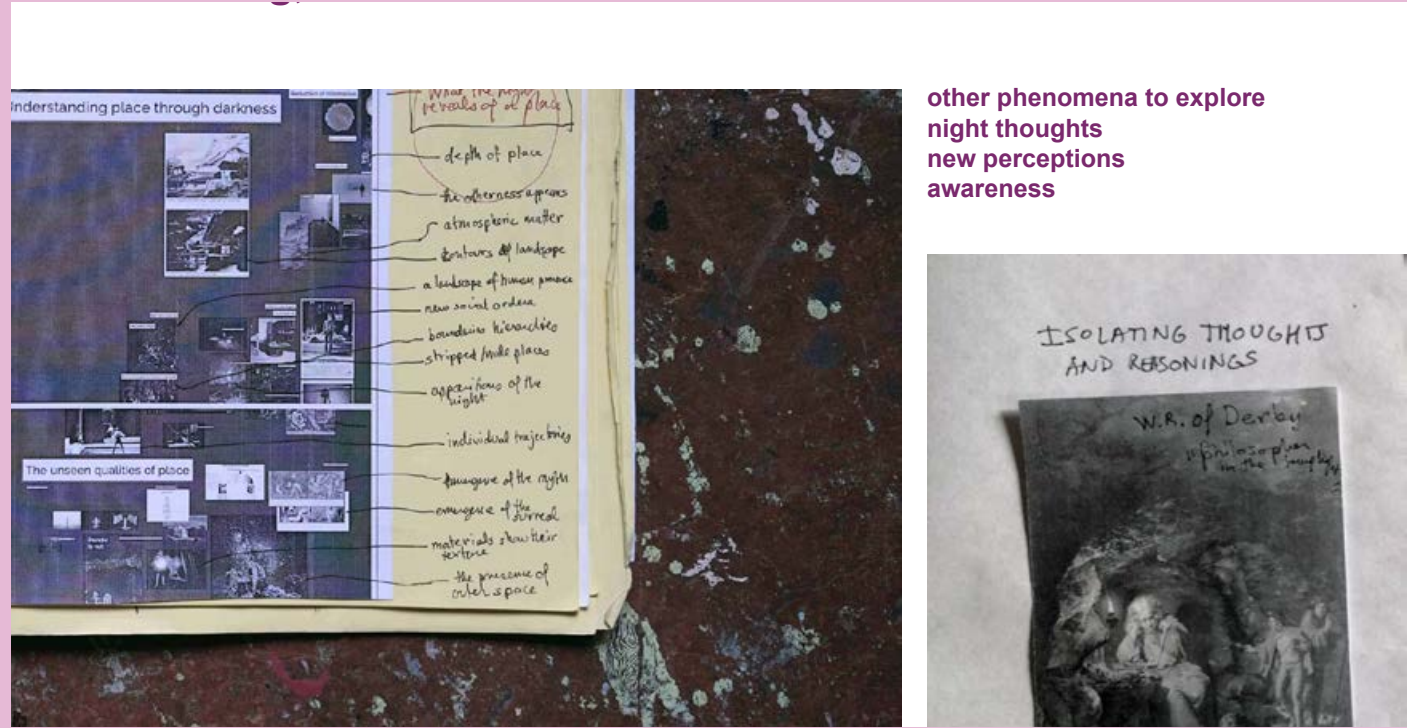 Understanding place through darkness
What the night
reveals of a place
depth of place
the otherness appears
atmospheric matter
contours of landscape
a landscape of human presence
new social orders
boundaries hierarchies
stripped/nude places
apparitions of the
night
individual trajectories
The unseen qualities of place
emergence of the myth
emergence of the
surreal
materials show their
texture
the presence of
outer space
other phenomena to explore
night thoughts
new perceptions
awareness
ISOLATING THOUGHTS
AND REASONINGS
W.R. of Derby
"Philosopher
in the